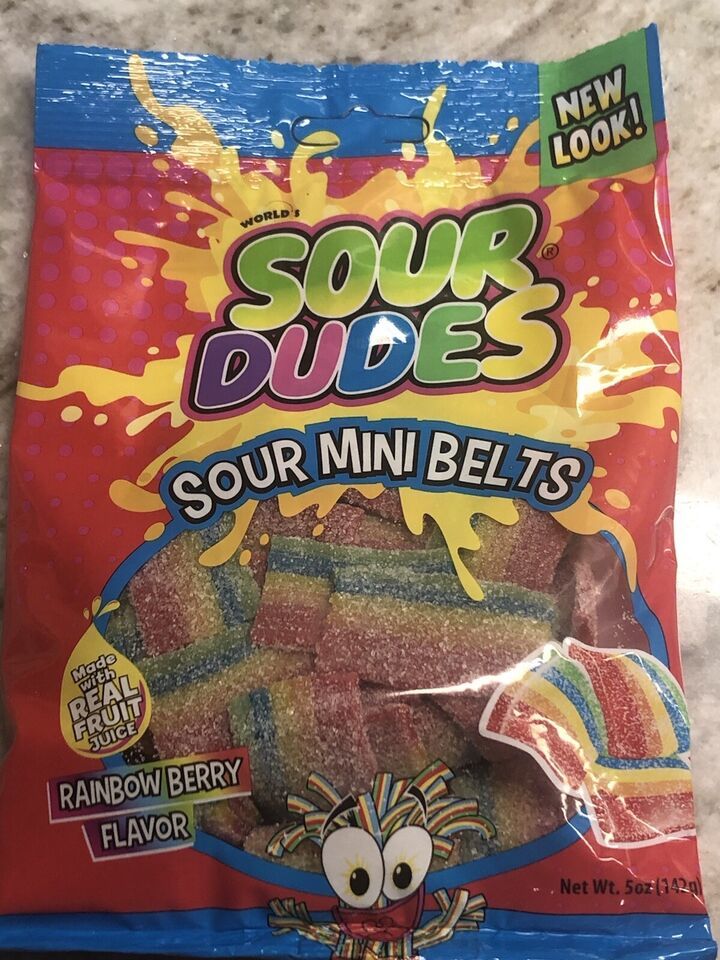 NEW
LOOK!
WORLD'S
SOUR
DUDES®
SOUR MINI BELTS
Made
with
REAL
FRUIT
JUICE
RAINBOW BERRY
FLAVOR
Net Wt. 5oz (142g)